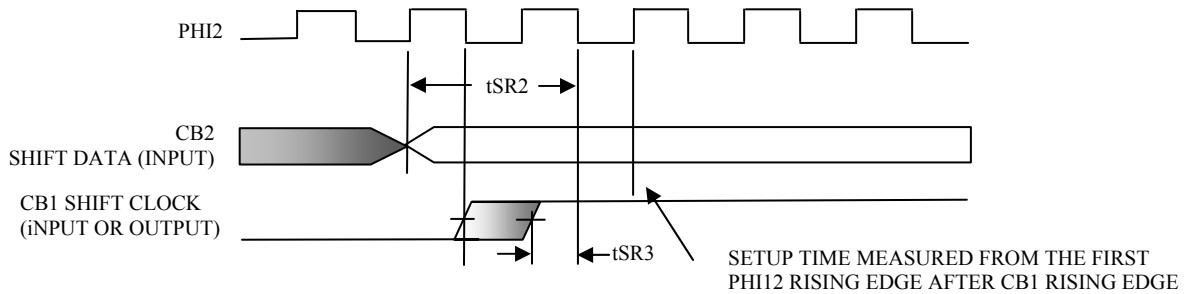 PHI2
tSR2
CB2
SHIFT DATA (INPUT)
CB1 SHIFT CLOCK
(iNPUT OR OUTPUT)
tSR3
SETUP TIME MEASURED FROM THE FIRST
PHI12 RISING EDGE AFTER CB1 RISING EDGE